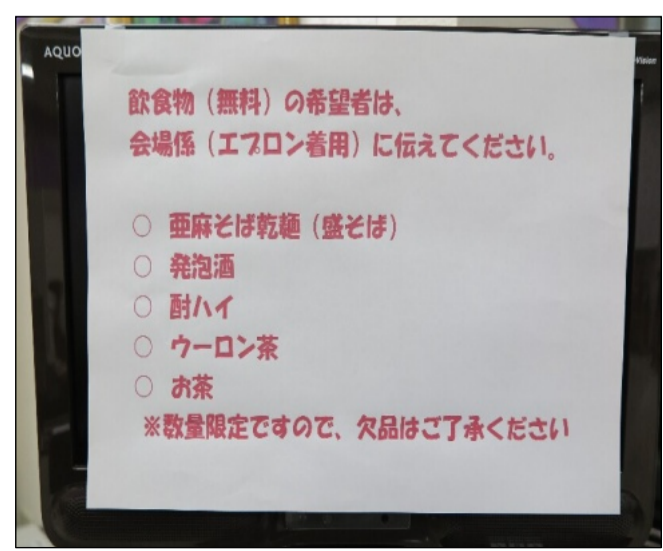 AQUO
Vision
飲食物（無料）の希望者は、
会場係（エプロン着用）に伝えてください。
○ 亜麻そば乾麺（盛そば）
○ 発泡酒
○ 酎ハイ
○ ウーロン茶
○ お茶
※数量限定ですので、欠品はご了承ください